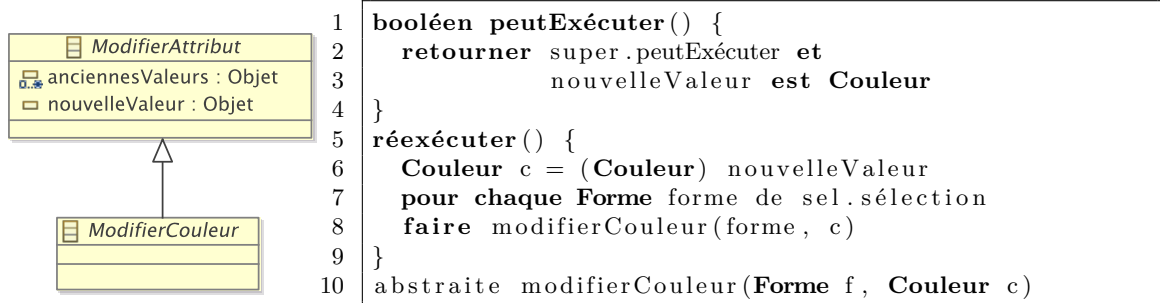 ModifierAttribut
anciennesValeurs : Objet
nouvelleValeur : Objet
ModifierCouleur
1 booléen peutExécuter() {
2 retourner super.peutExécuter et
3 nouvelleValeur est Couleur
4 }
5 réexécuter() {
6 Couleur c = (Couleur) nouvelleValeur
7 pour chaque Forme forme de sel.sélection
8 faire modifierCouleur(forme, c)
9 }
10 abstraite modifierCouleur(Forme f, Couleur c)